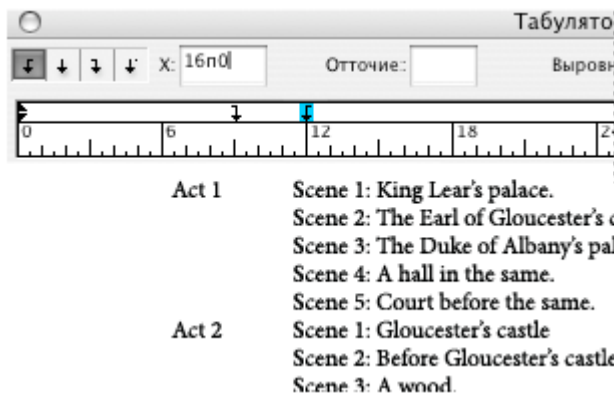 Табулято
X: 16п0 Отточие:: Выровн
0 6 12 18 24
Act 1 Scene 1: King Lear's palace.
Scene 2: The Earl of Gloucester's c
Scene 3: The Duke of Albany's pal
Scene 4: A hall in the same.
Scene 5: Court before the same.
Act 2 Scene 1: Gloucester's castle
Scene 2: Before Gloucester's castle
Scene 3: A wood.